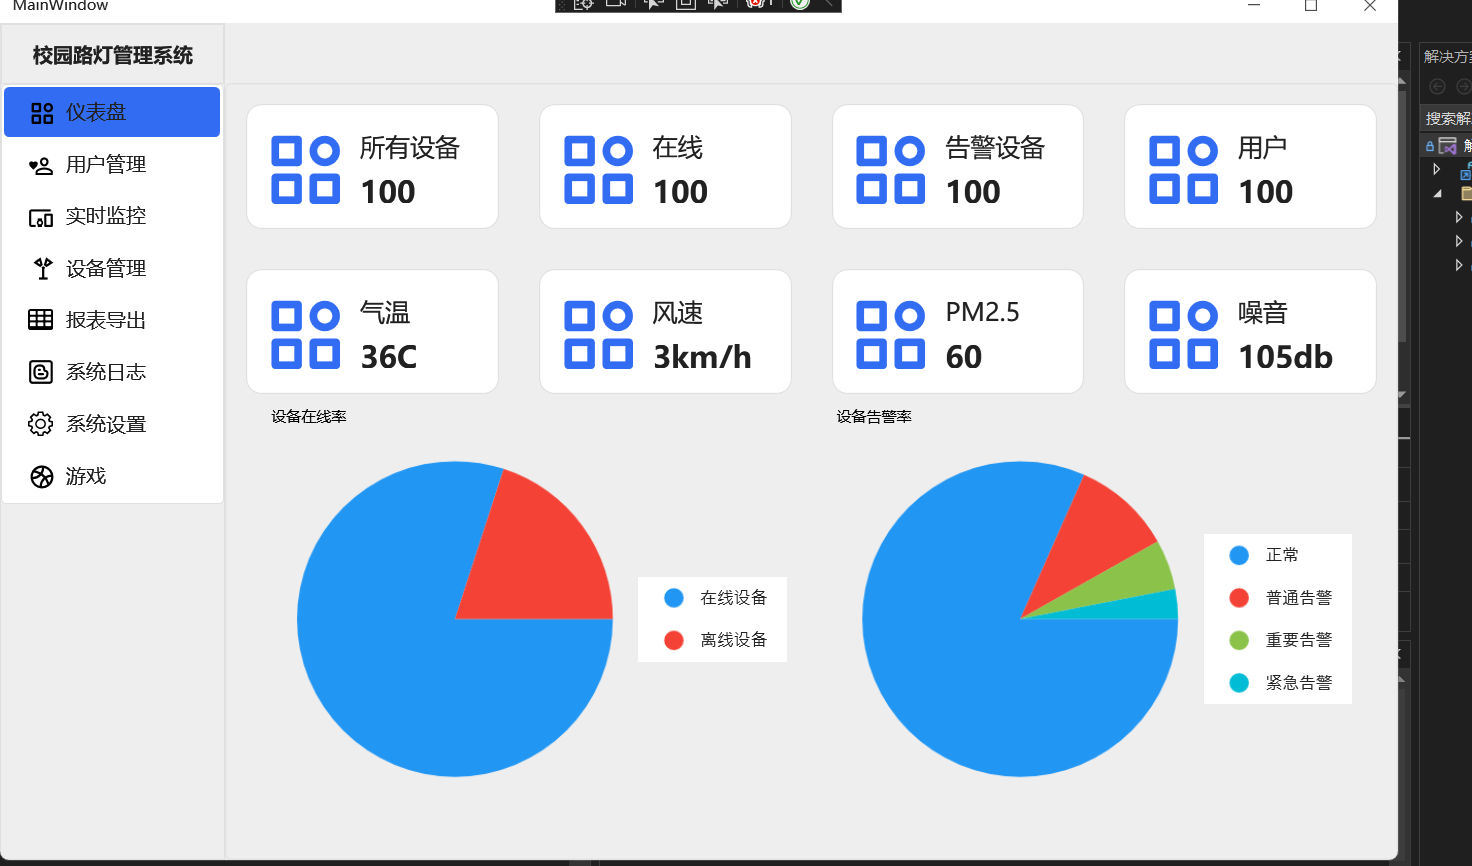 MainWindow
校园路灯管理系统
仪表盘
用户管理
实时监控
设备管理
报表导出
系统日志
系统设置
游戏
所有设备
100
在线
100
告警设备
100
用户
100
气温
36C
风速
3km/h
PM2.5
60
噪音
105db
设备在线率
设备告警率
在线设备
离线设备
正常
普通告警
重要告警
紧急告警
解决方
搜索解